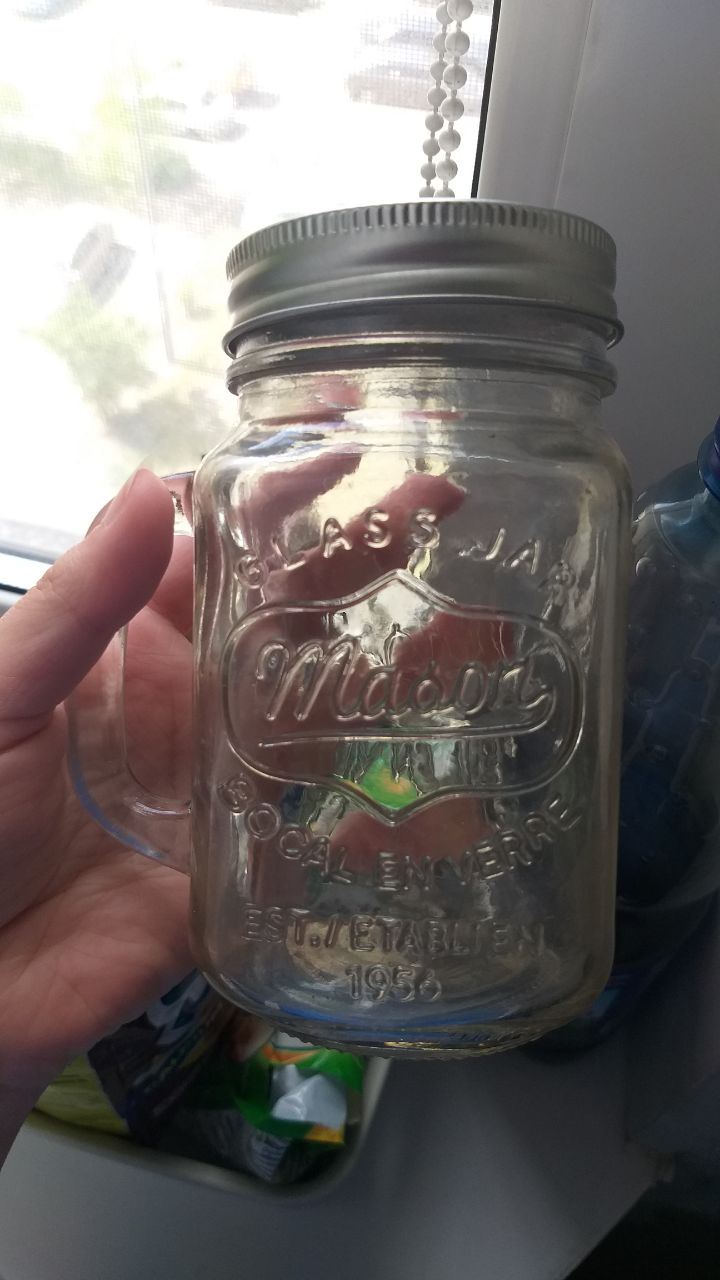 GLASS JAR
Mason
BOCAL EN VERRE
EST./ETABLI EN
1956